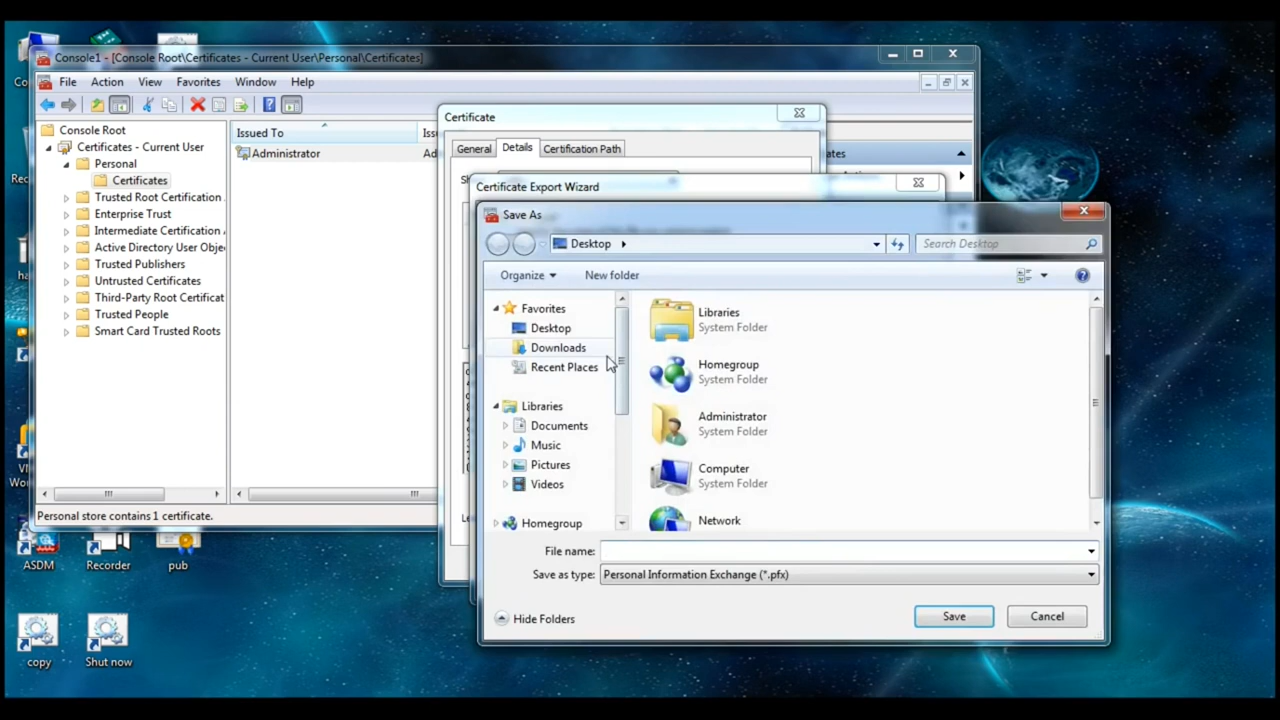 Console1 - [Console Root\Certificates - Current User\Personal\Certificates]
File Action View Favorites Window Help
Console Root
Certificates - Current User
Personal
Certificates
Trusted Root Certification
Enterprise Trust
Intermediate Certification
Active Directory User Obje
Trusted Publishers
Untrusted Certificates
Third-Party Root Certificat
Trusted People
Smart Card Trusted Roots
Issued To
Administrator
Personal store contains 1 certificate.
Certificate
General Details Certification Path
Certificate Export Wizard
Save As
Desktop
Search Desktop
Organize New folder
Favorites
Desktop
Downloads
Recent Places
Libraries
Documents
Music
Pictures
Videos
Homegroup
Libraries
System Folder
Homegroup
System Folder
Administrator
System Folder
Computer
System Folder
Network
File name:
Save as type: Personal Information Exchange (*.pfx)
Hide Folders Save Cancel
ASDM Recorder pub
copy Shut now